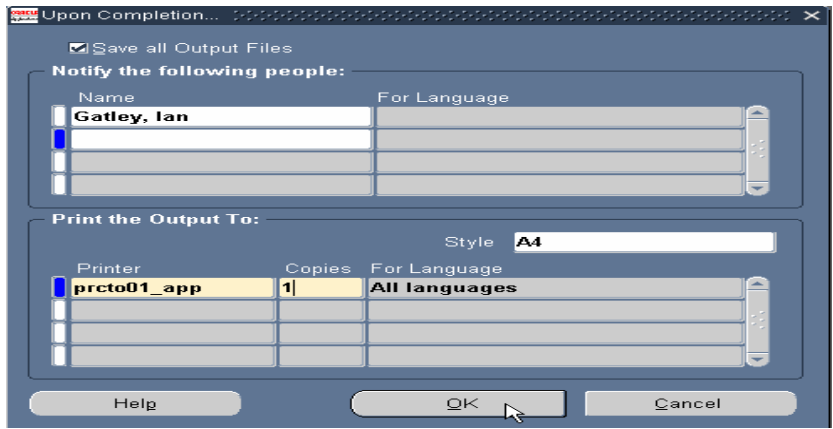 Upon Completion...
Save all Output Files
Notify the following people:
Name For Language
Gatley, Ian
Print the Output To:
Style A4
Printer Copies For Language
prcto01_app 1 All languages
Help OK Cancel